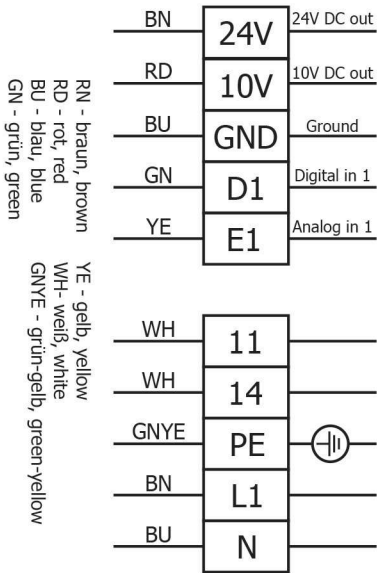 BN 24V 24V DC out
RD 10V 10V DC out
BU GND Ground
GN D1 Digital in 1
YE E1 Analog in 1
WH 11
WH 14
GNYE PE
BN L1
BU N
RN - braun, brown
RD - rot, red
BU - blau, blue
GN - grün, green
YE - gelb, yellow
WH- weiß, white
GNYE - grün-gelb, green-yellow